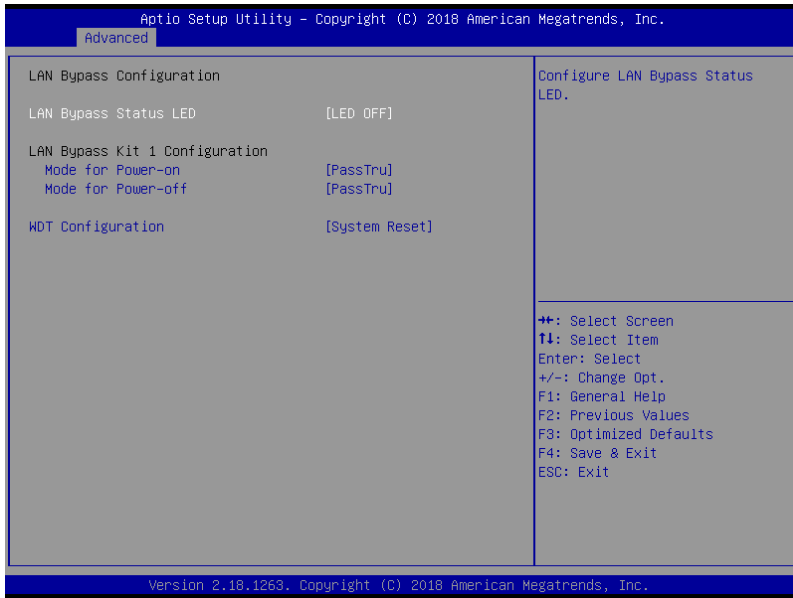 Aptio Setup Utility – Copyright (C) 2018 American Megatrends, Inc.
Advanced
LAN Bypass Configuration
LAN Bypass Status LED [LED OFF]
LAN Bypass Kit 1 Configuration
Mode for Power-on [PassTru]
Mode for Power-off [PassTru]
WDT Configuration [System Reset]
Configure LAN Bypass Status
LED.
→←: Select Screen
↑↓: Select Item
Enter: Select
+/-: Change Opt.
F1: General Help
F2: Previous Values
F3: Optimized Defaults
F4: Save & Exit
ESC: Exit
Version 2.18.1263. Copyright (C) 2018 American Megatrends, Inc.